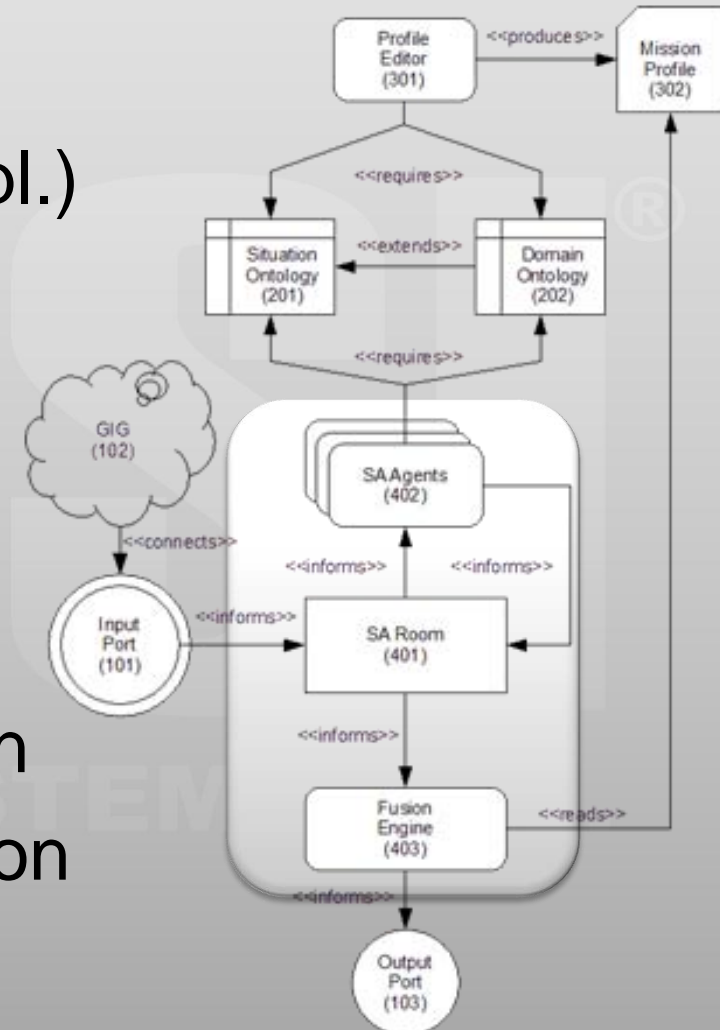 Profile
Editor
(301)
<<produces>>
Mission
Profile
(302)
ol.)
<<requires>>
®
Situation
Ontology
(201)
<<extends>>
Domain
Ontology
(202)
<<requires>>
GIG
(102)
SA Agents
(402)
<<connects>>
<<informs>>
<<informs>>
Input
Port
(101)
<<informs>>
SA Room
(401)
<<informs>>
STEM
on
Fusion
Engine
(403)
<<reads>>
<<informs>>
Output
Port
(103)